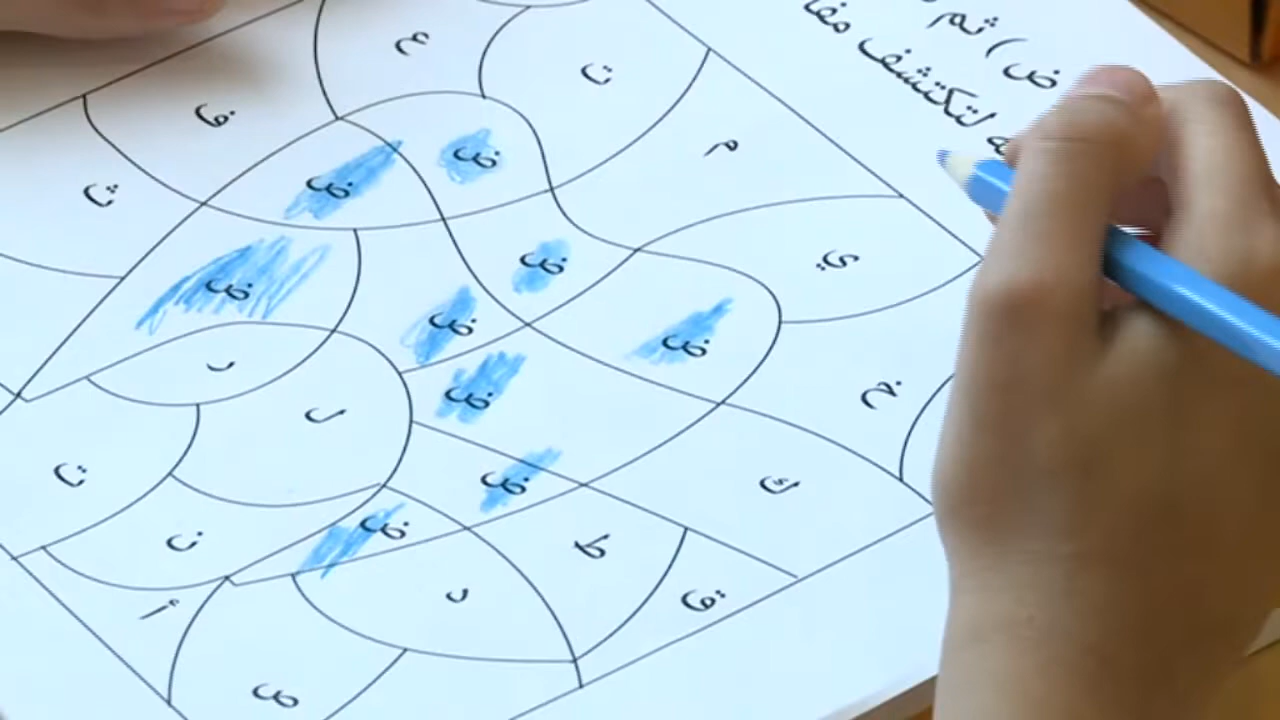 ض) ثم
لتكتشف
ع
ت
ف
م
ض
ض
ث
ي
ض
ض
ض
ض
ض
د
خ
ض
ل
ض
ك
ت
ض
ن
ط
أ
د
ق
ص